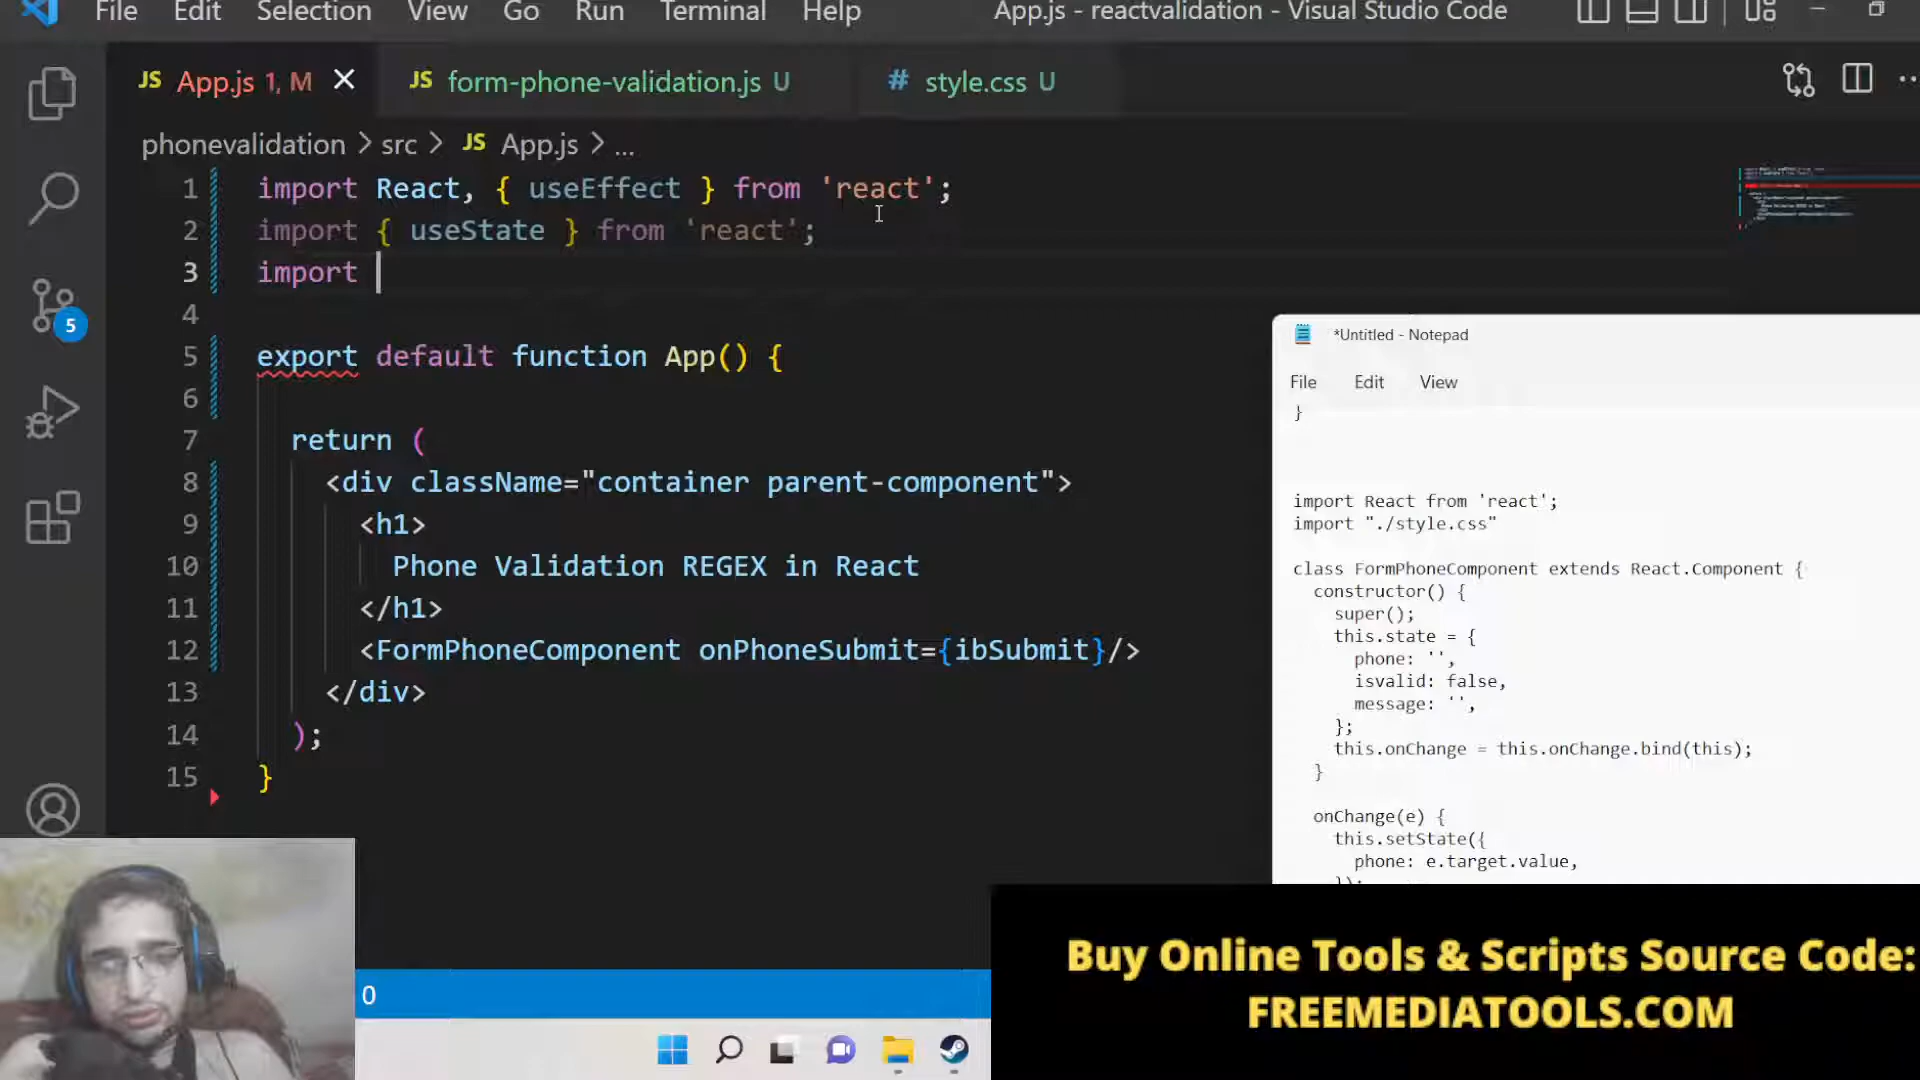 File Edit Selection View Go Run Terminal Help App.js - reactvalidation - Visual Studio Code
JS App.js 1, M JS form-phone-validation.js U # style.css U
phonevalidation > src > JS App.js > ...
1 import React, { useEffect } from 'react';
2 import { useState } from 'react';
3 import
4
5 export default function App() {
6
7 return (
8 <div className="container parent-component">
9 <h1>
10 Phone Validation REGEX in React
11 </h1>
12 <FormPhoneComponent onPhoneSubmit={ibSubmit}/>
13 </div>
14 );
15 }
5
*Untitled - Notepad
File Edit View
}
import React from 'react';
import "./style.css"
class FormPhoneComponent extends React.Component {
constructor() {
super();
this.state = {
phone: '',
isvalid: false,
message: '',
};
this.onChange = this.onChange.bind(this);
}
onChange(e) {
this.setState({
phone: e.target.value,
});
0
Buy Online Tools & Scripts Source Code:
FREEMEDIATOOLS.COM